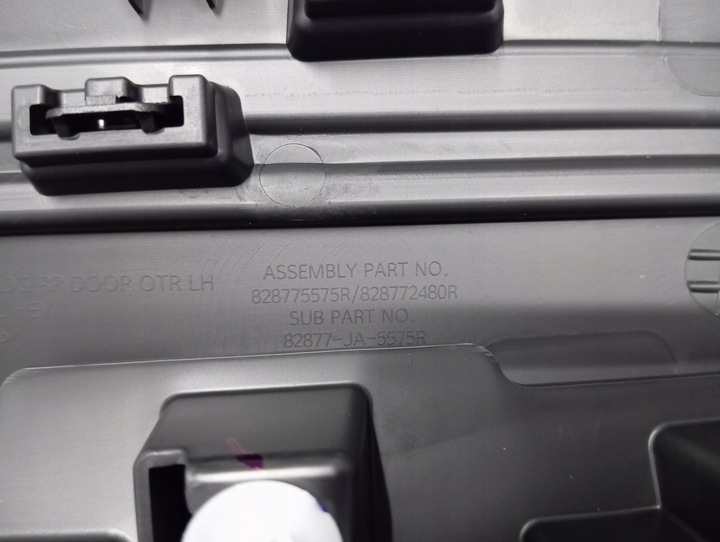 DOOR OTR LH
ASSEMBLY PART NO.
828775575R/828772480R
SUB PART NO.
82877-JA-5575R